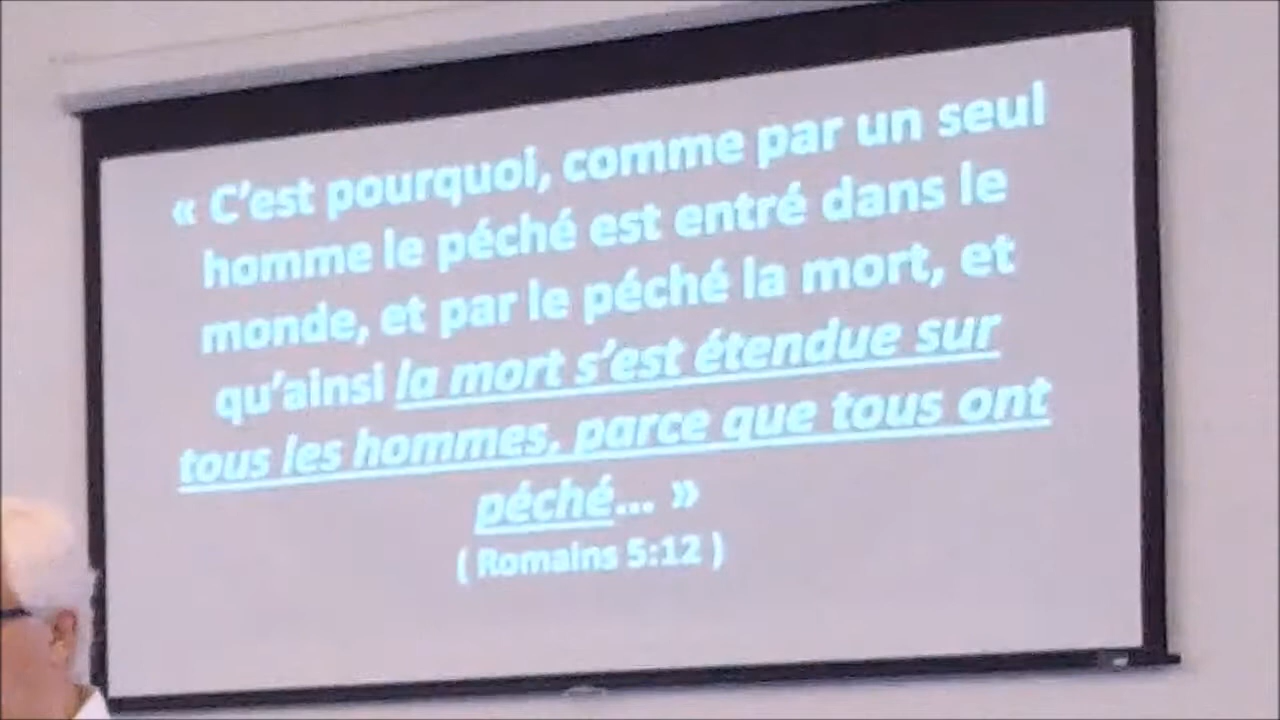 « C'est pourquoi, comme par un seul
homme le péché est entré dans le
monde, et par le péché la mort, et
qu'ainsi la mort s'est étendue sur
tous les hommes, parce que tous ont
péché... »
( Romains 5:12 )